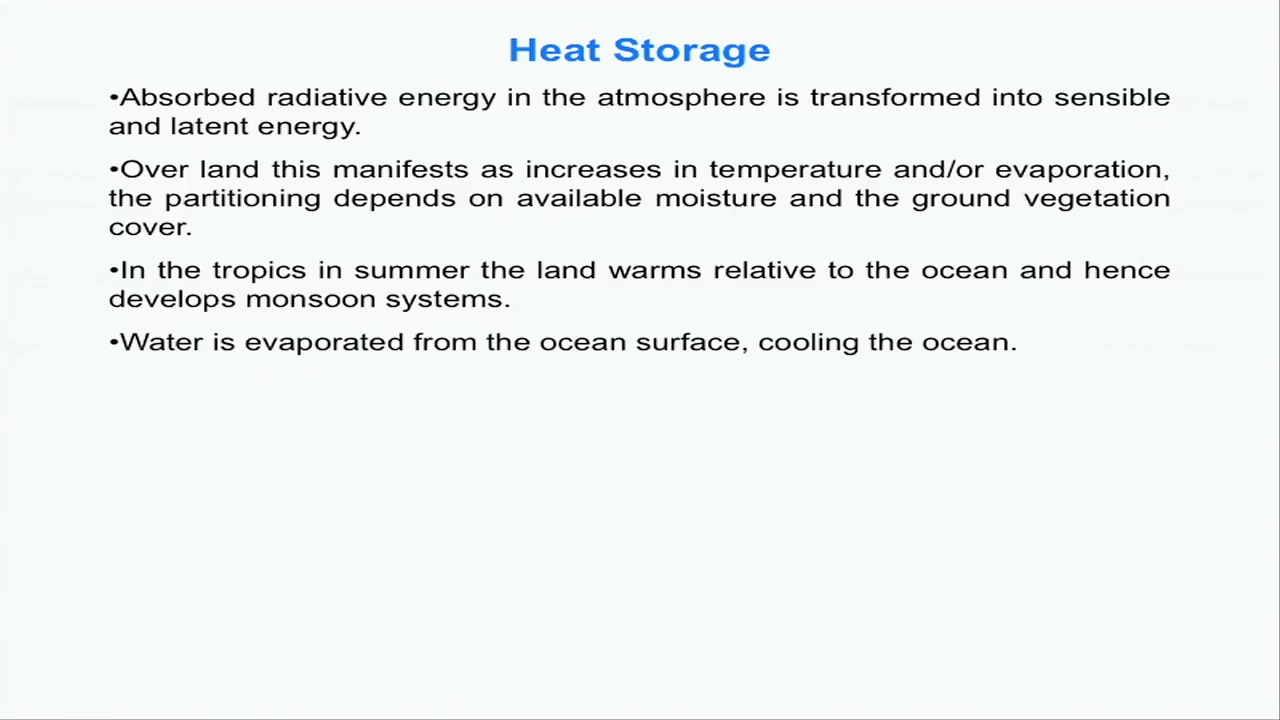 Heat Storage
•Absorbed radiative energy in the atmosphere is transformed into sensible
and latent energy.
•Over land this manifests as increases in temperature and/or evaporation,
the partitioning depends on available moisture and the ground vegetation
cover.
•In the tropics in summer the land warms relative to the ocean and hence
develops monsoon systems.
•Water is evaporated from the ocean surface, cooling the ocean.